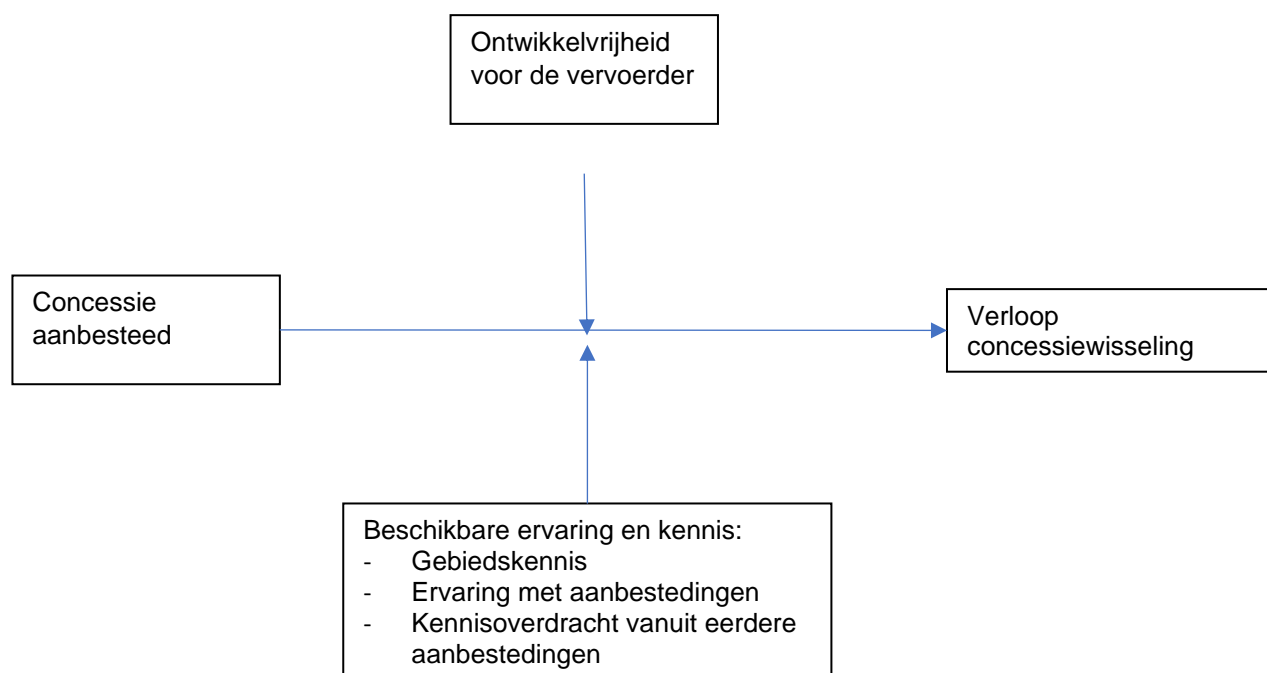 Ontwikkelvrijheid
voor de vervoerder
Concessie
aanbesteed
Verloop
concessiewisseling
Beschikbare ervaring en kennis:
- Gebiedskennis
- Ervaring met aanbestedingen
- Kennisoverdracht vanuit eerdere
aanbestedingen